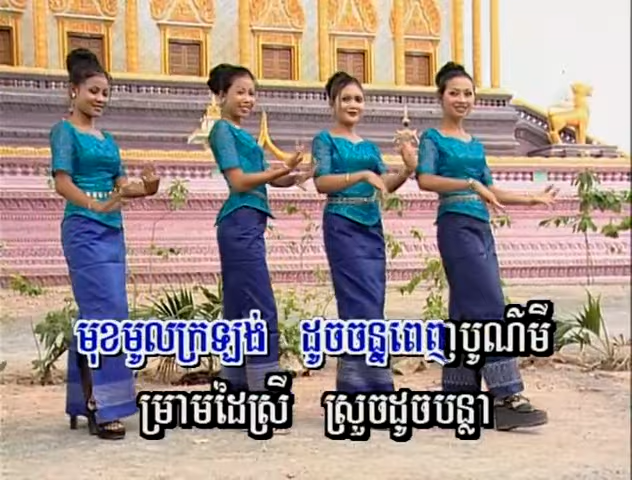 មុខមូលក្រឡង់ ដូចចន្ទពេញបូណ៌មី
ម្រាមដៃស្រី ស្រួចដូចបន្លា